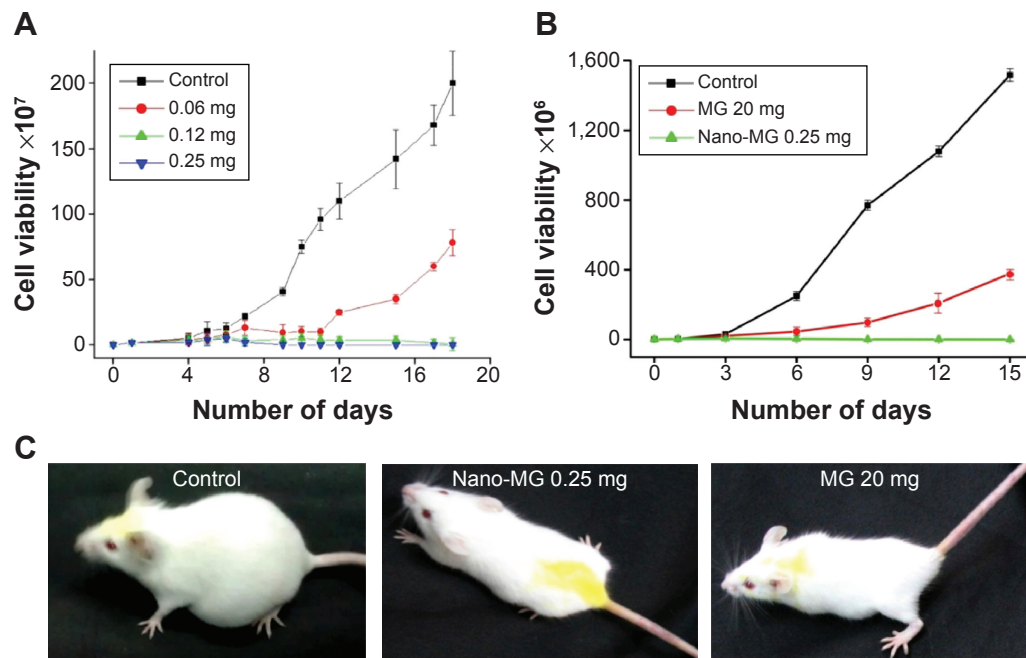 A
Cell viability ×10⁷
200
150
100
50
0
Control
0.06 mg
0.12 mg
0.25 mg
0
4
8
12
16
20
Number of days
B
Cell viability ×10⁶
1,600
1,200
800
400
0
Control
MG 20 mg
Nano-MG 0.25 mg
0
3
6
9
12
15
Number of days
C
Control
Nano-MG 0.25 mg
MG 20 mg